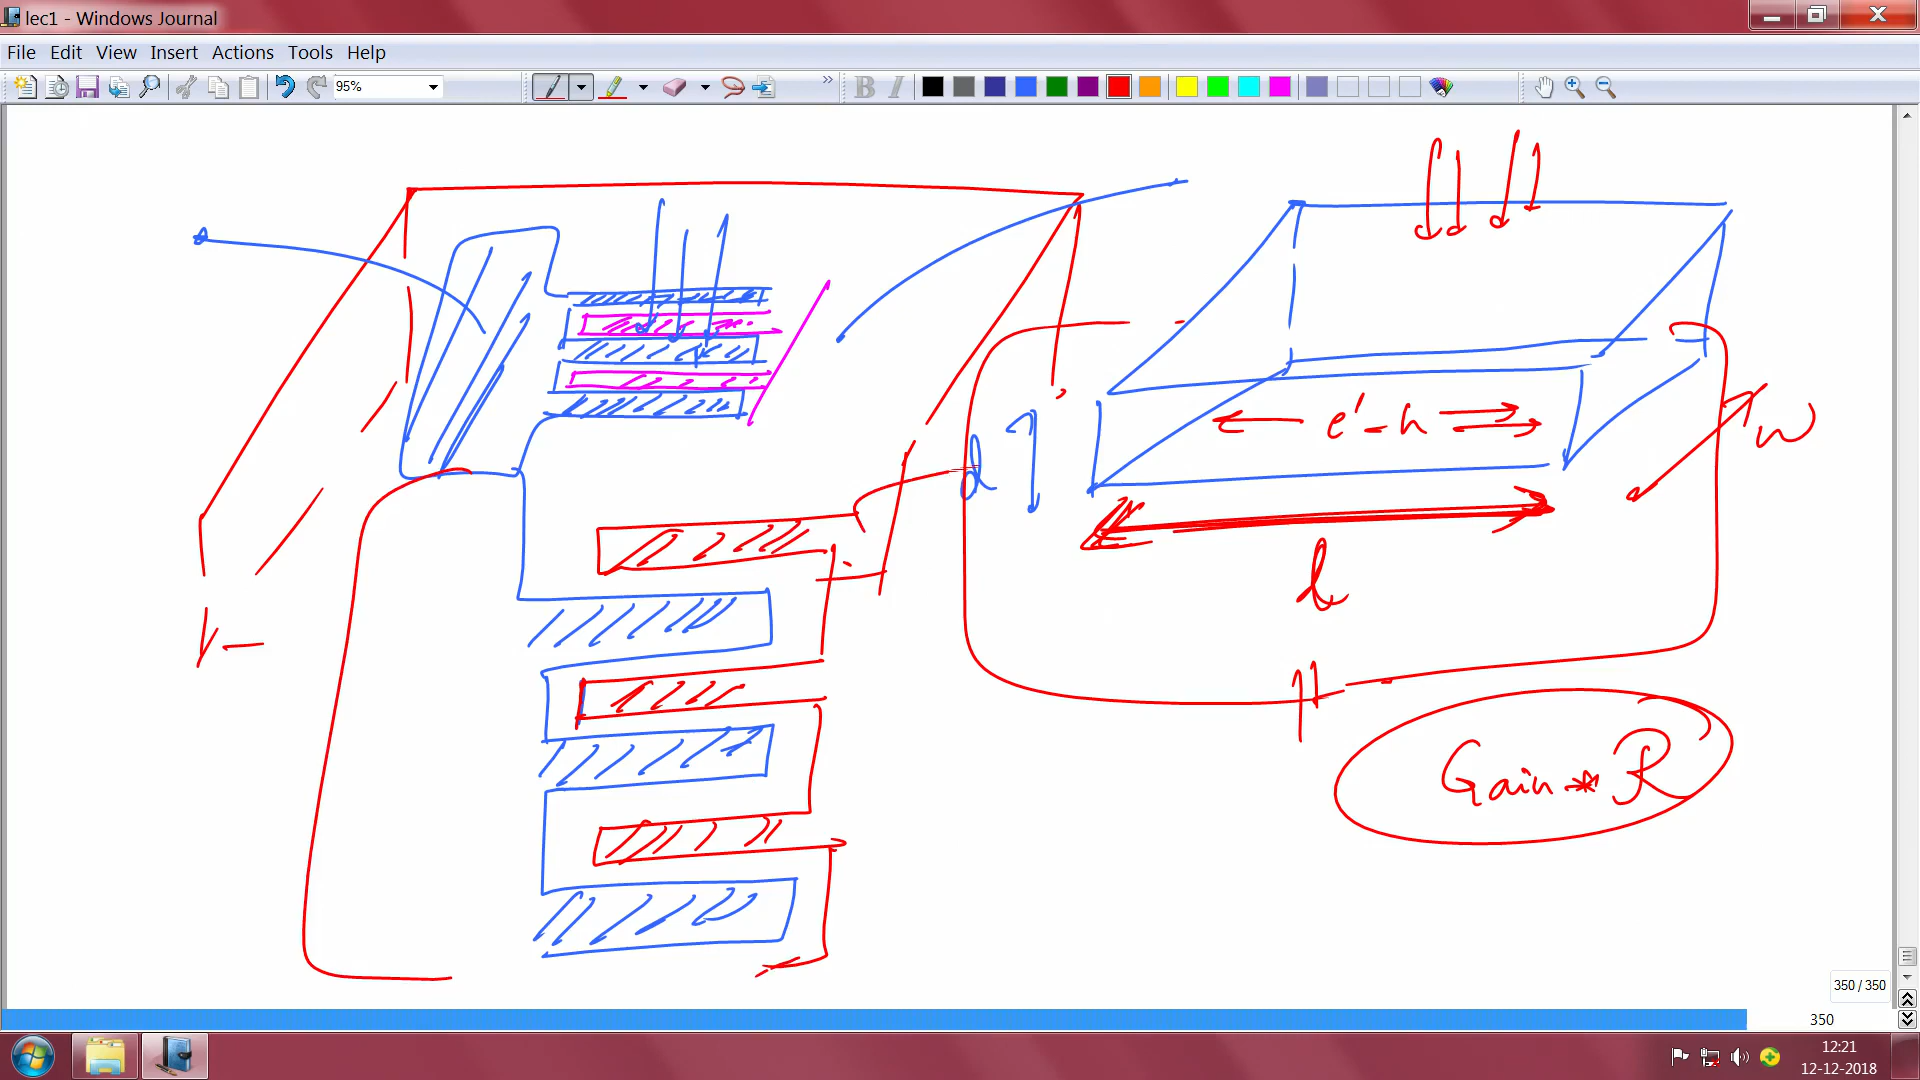 lec1 - Windows Journal
File Edit View Insert Actions Tools Help
95%
B I
d
e' - h
w
l
Gain * R
350 / 350
350
12:21
12-12-2018